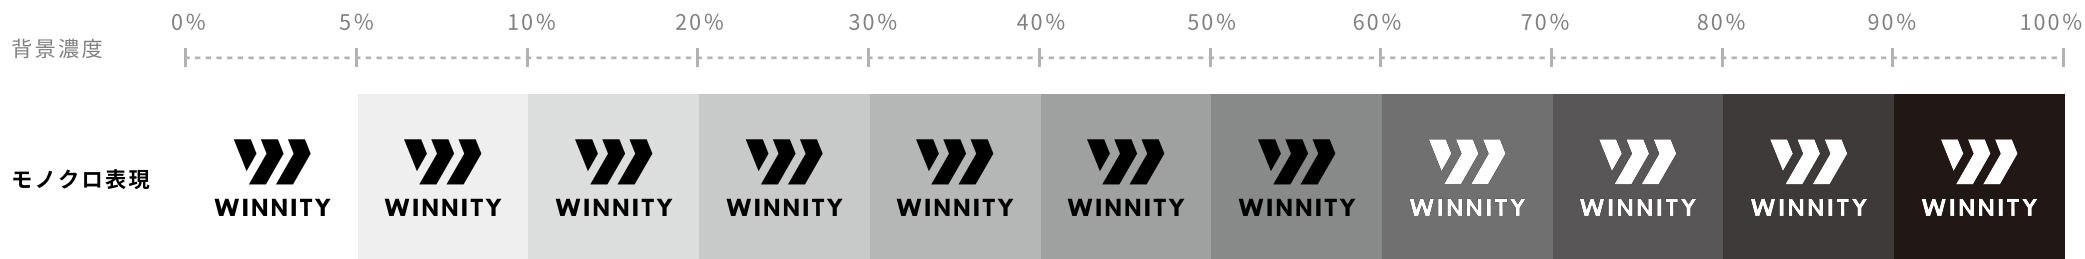 0% 5% 10% 20% 30% 40% 50% 60% 70% 80% 90% 100%
背景濃度
モノクロ表現
WINNITY WINNITY WINNITY WINNITY WINNITY WINNITY WINNITY WINNITY WINNITY WINNITY WINNITY